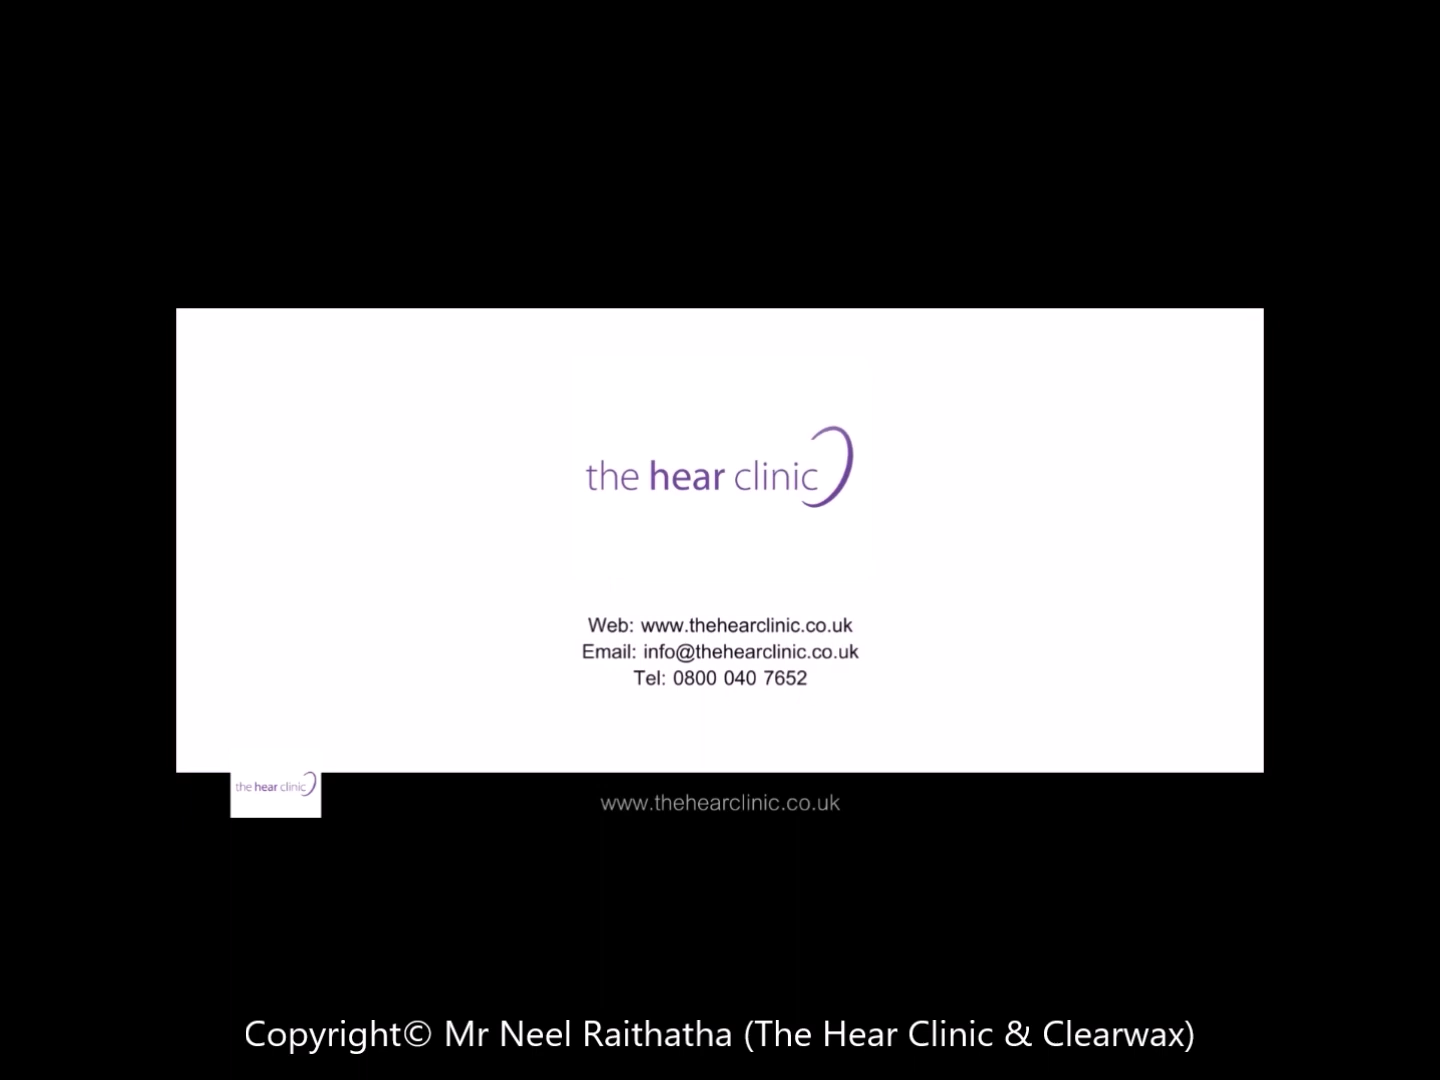 the hear clinic
Web: www.thehearclinic.co.uk
Email: info@thehearclinic.co.uk
Tel: 0800 040 7652
the hear clinic
www.thehearclinic.co.uk
Copyright© Mr Neel Raithatha (The Hear Clinic & Clearwax)